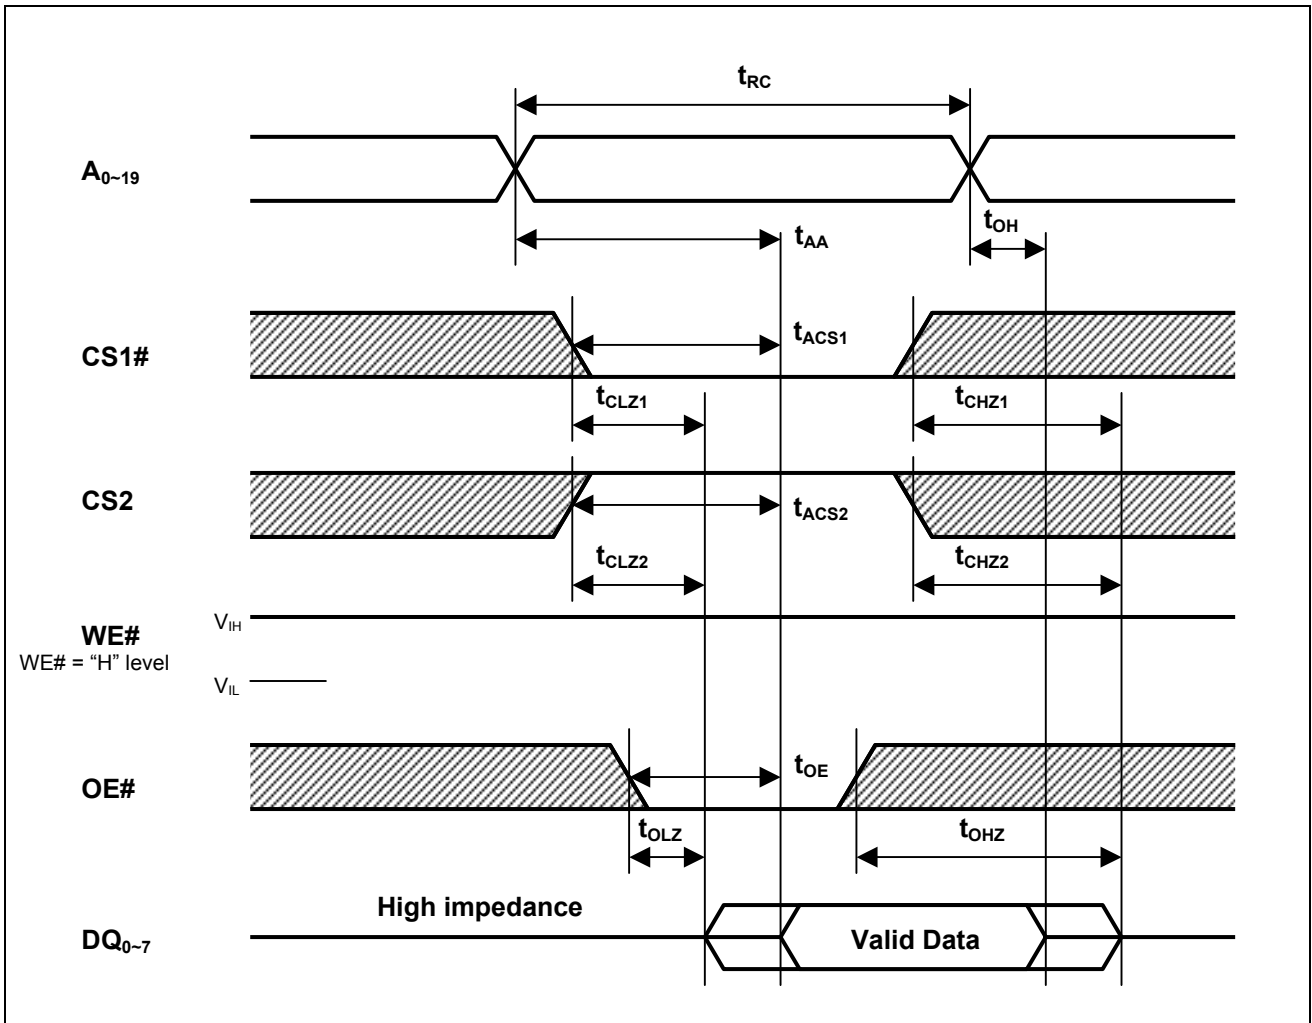 tRC
A0~19
tOH
tAA
tACS1
CS1#
tCLZ1
tCHZ1
CS2
tACS2
tCLZ2
tCHZ2
VIH
WE#
WE# = “H” level
VIL
tOE
OE#
tOLZ
tOHZ
High impedance
DQ0~7
Valid Data